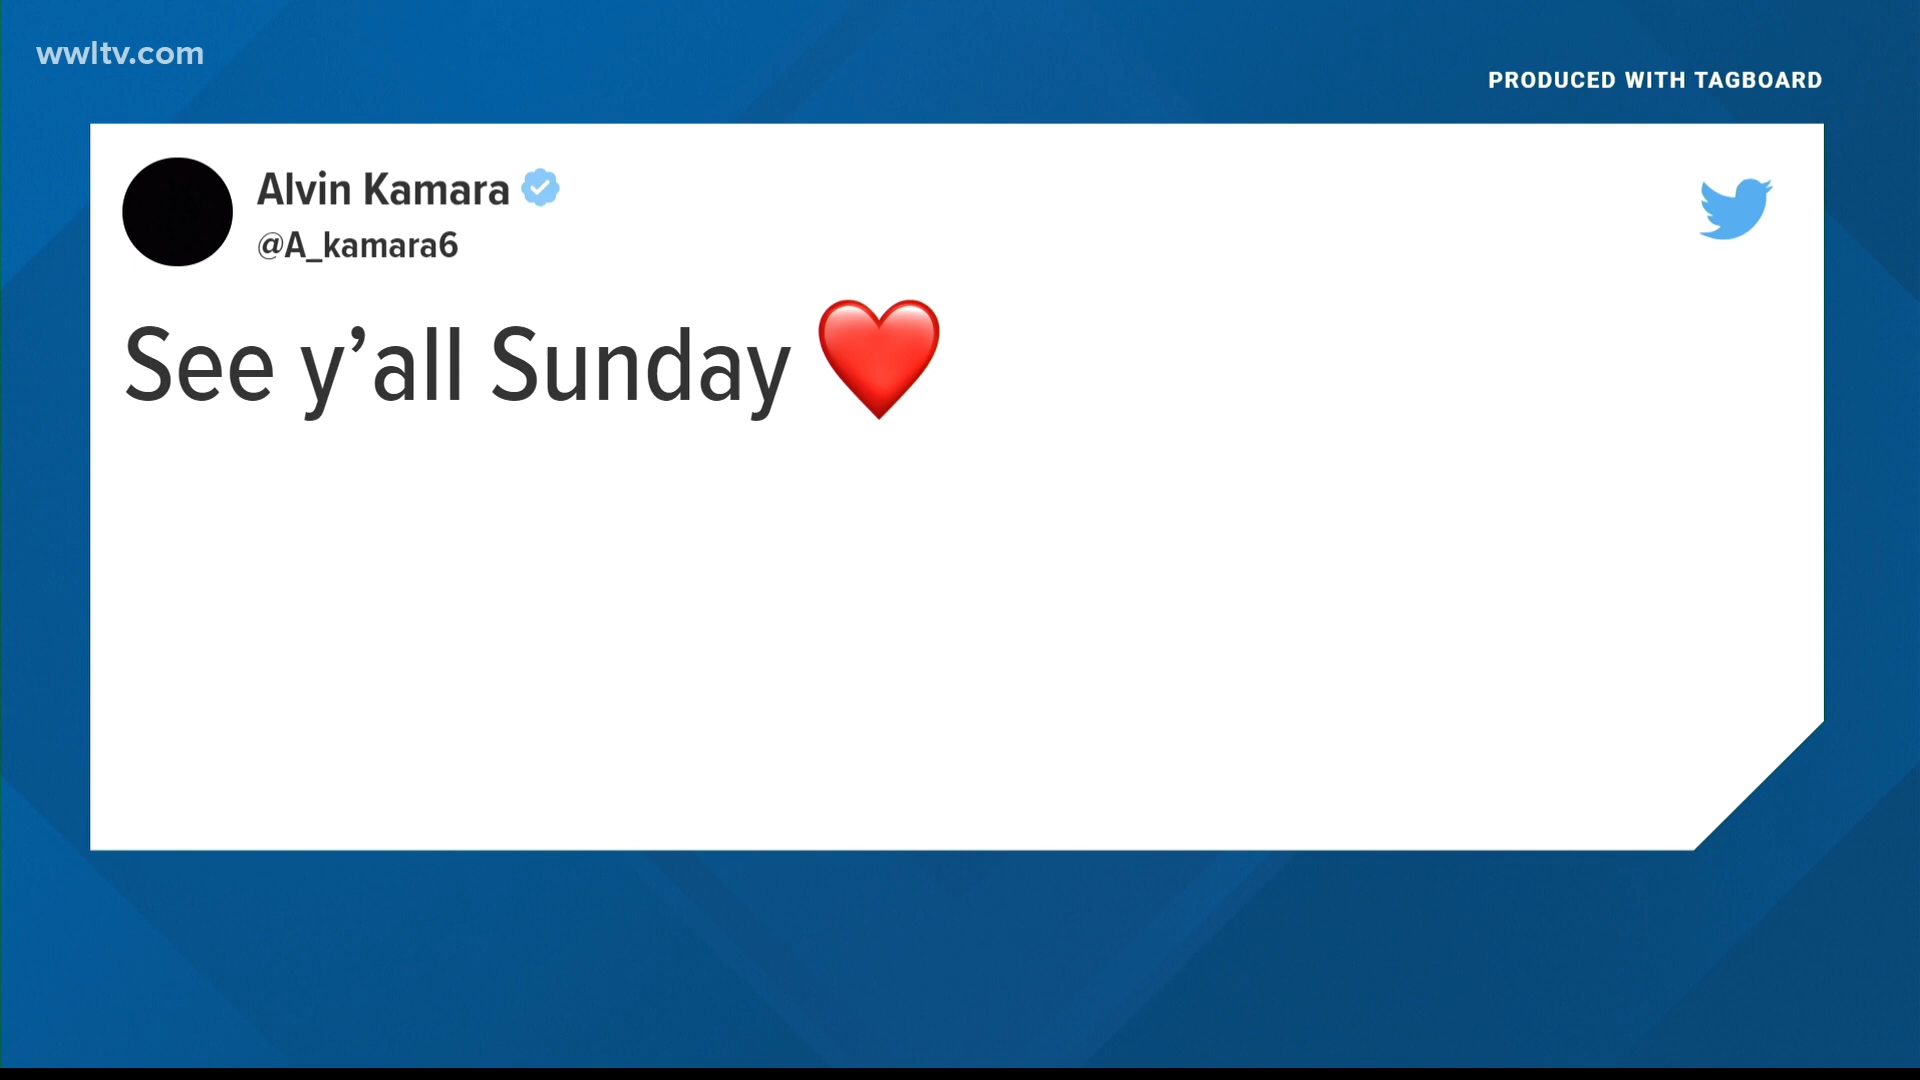 wwltv.com
PRODUCED WITH TAGBOARD
Alvin Kamara
@A_kamara6
See y’all Sunday ❤️